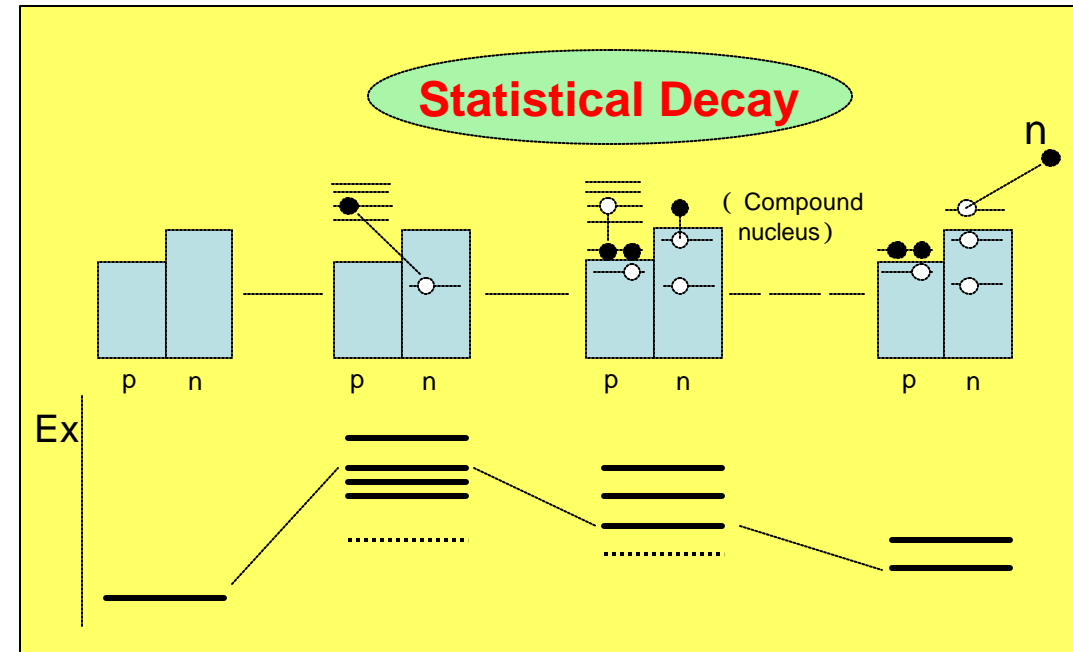 Statistical Decay
n
( Compound
nucleus )
p n
p n
p n
p n
Ex